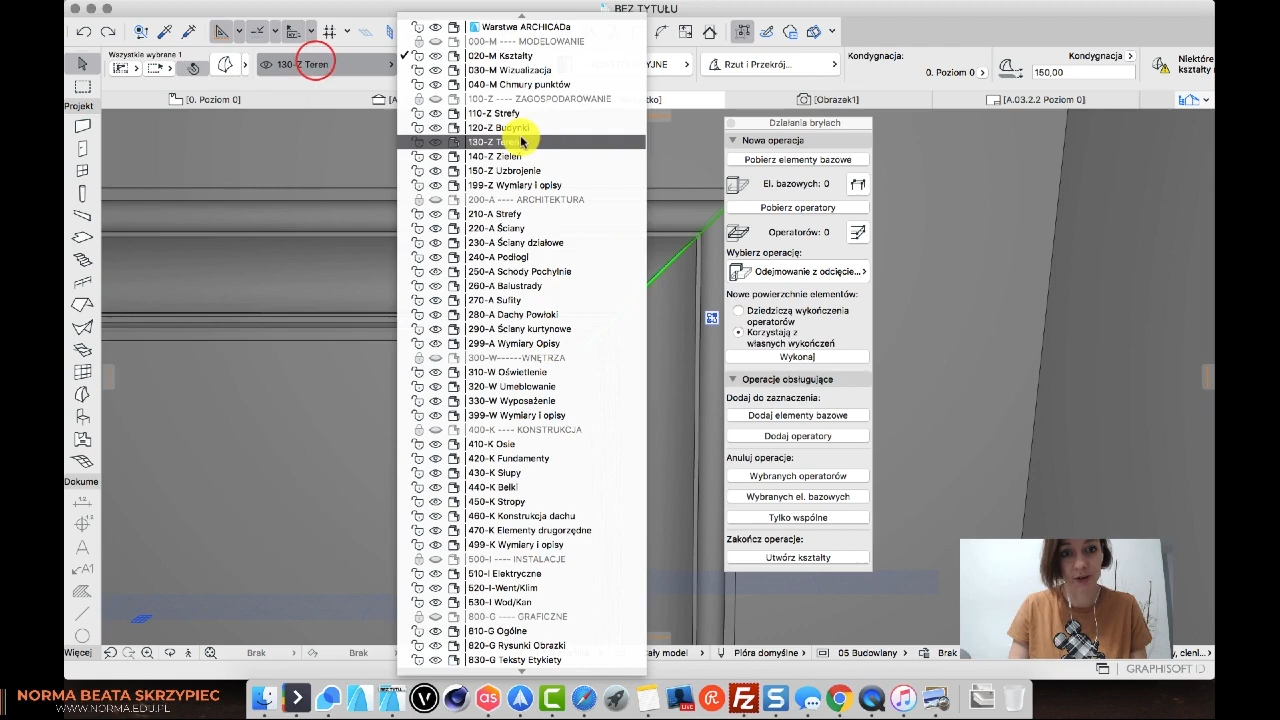 BEZ TYTUŁU
Wszystkie wybrane 1
130-Z Teren
Rzut i Przekrój...
Kondygnacja:
0. Poziom 0
Kondygnacja
150,00
Niektóre
kształty
[0. Poziom 0]
[Obrazek1]
[A.03.2.2 Poziom 0]
Projekt
Dokume
Więcej
Warstwa ARCHICADa
000-M ---- MODELOWANIE
020-M Kształty
030-M Wizualizacja
040-M Chmury punktów
100-Z ---- ZAGOSPODAROWANIE
110-Z Strefy
120-Z Budynki
130-Z Teren
140-Z Zieleń
150-Z Uzbrojenie
199-Z Wymiary i opisy
200-A ---- ARCHITEKTURA
210-A Strefy
220-A Ściany
230-A Ściany działowe
240-A Podłogi
250-A Schody Pochylnie
260-A Balustrady
270-A Sufity
280-A Dachy Powłoki
290-A Ściany kurtynowe
299-A Wymiary Opisy
300-W------WNĘTRZA
310-W Oświetlenie
320-W Umeblowanie
330-W Wyposażenie
399-W Wymiary i opisy
400-K ---- KONSTRUKCJA
410-K Osie
420-K Fundamenty
430-K Słupy
440-K Belki
450-K Stropy
460-K Konstrukcja dachu
470-K Elementy drugorzędne
499-K Wymiary i opisy
500-I ---- INSTALACJE
510-I Elektryczne
520-I-Went/Klim
530-I Wod/Kan
800-G ---- GRAFICZNE
810-G Ogólne
820-G Rysunki Obrazki
830-G Teksty Etykiety
Działania bryłach
Nowa operacja
Pobierz elementy bazowe
El. bazowych: 0
Pobierz operatory
Operatorów: 0
Wybierz operację:
Odejmowanie z odcięcie...
Nowe powierzchnie elementów:
Dziedziczą wykończenia
operatorów
Korzystają z
własnych wykończeń
Wykonaj
Operacje obsługujące
Dodaj do zaznaczenia:
Dodaj elementy bazowe
Dodaj operatory
Anuluj operacje:
Wybranych operatorów
Wybranych el. bazowych
Tylko wspólne
Zakończ operacje:
Utwórz kształty
Brak
Brak
Pióra domyślne
05 Budowlany
Brak
GRAPHISOFT ID
NORMA BEATA SKRZYPIEC
WWW.NORMA.EDU.PL